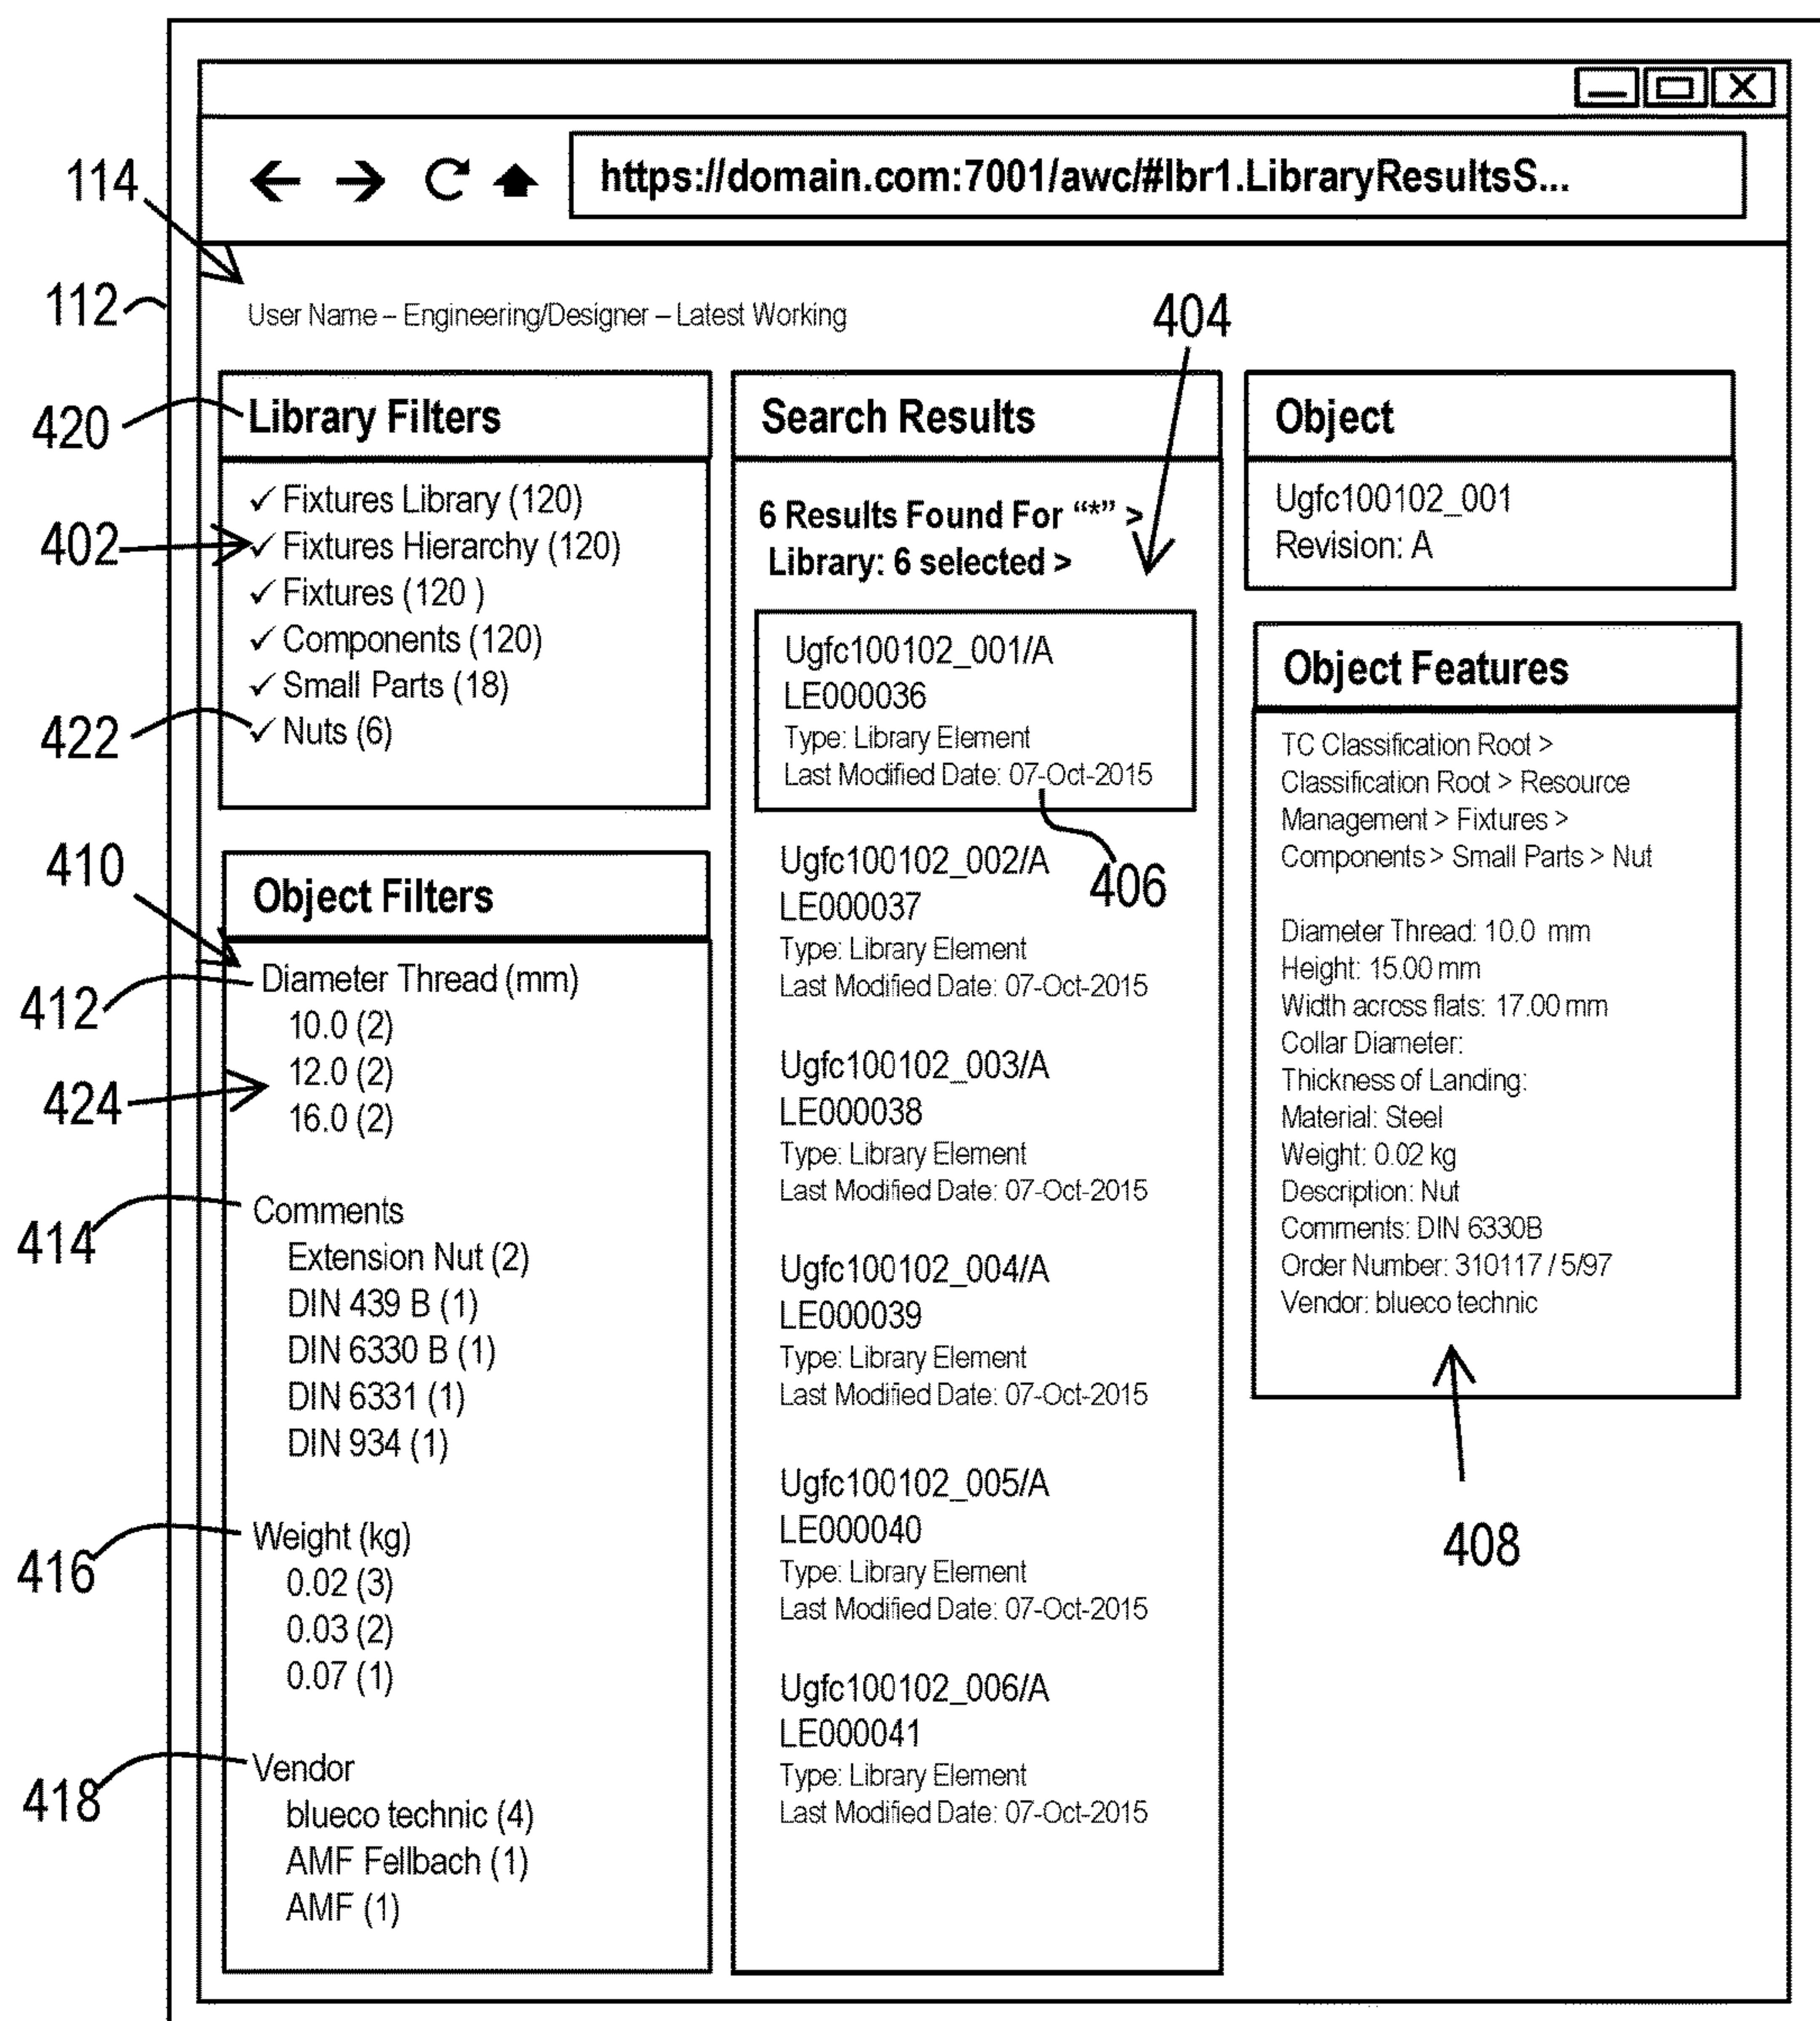 https://domain.com:7001/awc/#lbr1.LibraryResultsS...
114
112
User Name – Engineering/Designer – Latest Working
404
420
Library Filters
402
✓ Fixtures Library (120)
✓ Fixtures Hierarchy (120)
✓ Fixtures (120 )
✓ Components (120)
✓ Small Parts (18)
422
✓ Nuts (6)
410
Object Filters
412
Diameter Thread (mm)
10.0 (2)
12.0 (2)
16.0 (2)
424
414
Comments
Extension Nut (2)
DIN 439 B (1)
DIN 6330 B (1)
DIN 6331 (1)
DIN 934 (1)
416
Weight (kg)
0.02 (3)
0.03 (2)
0.07 (1)
418
Vendor
blueco technic (4)
AMF Fellbach (1)
AMF (1)
Search Results
6 Results Found For “*” >
Library: 6 selected >
Ugfc100102_001/A
LE000036
Type: Library Element
Last Modified Date: 07-Oct-2015
406
Ugfc100102_002/A
LE000037
Type: Library Element
Last Modified Date: 07-Oct-2015
Ugfc100102_003/A
LE000038
Type: Library Element
Last Modified Date: 07-Oct-2015
Ugfc100102_004/A
LE000039
Type: Library Element
Last Modified Date: 07-Oct-2015
Ugfc100102_005/A
LE000040
Type: Library Element
Last Modified Date: 07-Oct-2015
Ugfc100102_006/A
LE000041
Type: Library Element
Last Modified Date: 07-Oct-2015
Object
Ugfc100102_001
Revision: A
Object Features
TC Classification Root >
Classification Root > Resource
Management > Fixtures >
Components > Small Parts > Nut
Diameter Thread: 10.0 mm
Height: 15.00 mm
Width across flats: 17.00 mm
Collar Diameter:
Thickness of Landing:
Material: Steel
Weight: 0.02 kg
Description: Nut
Comments: DIN 6330B
Order Number: 310117 / 5/97
Vendor: blueco technic
408